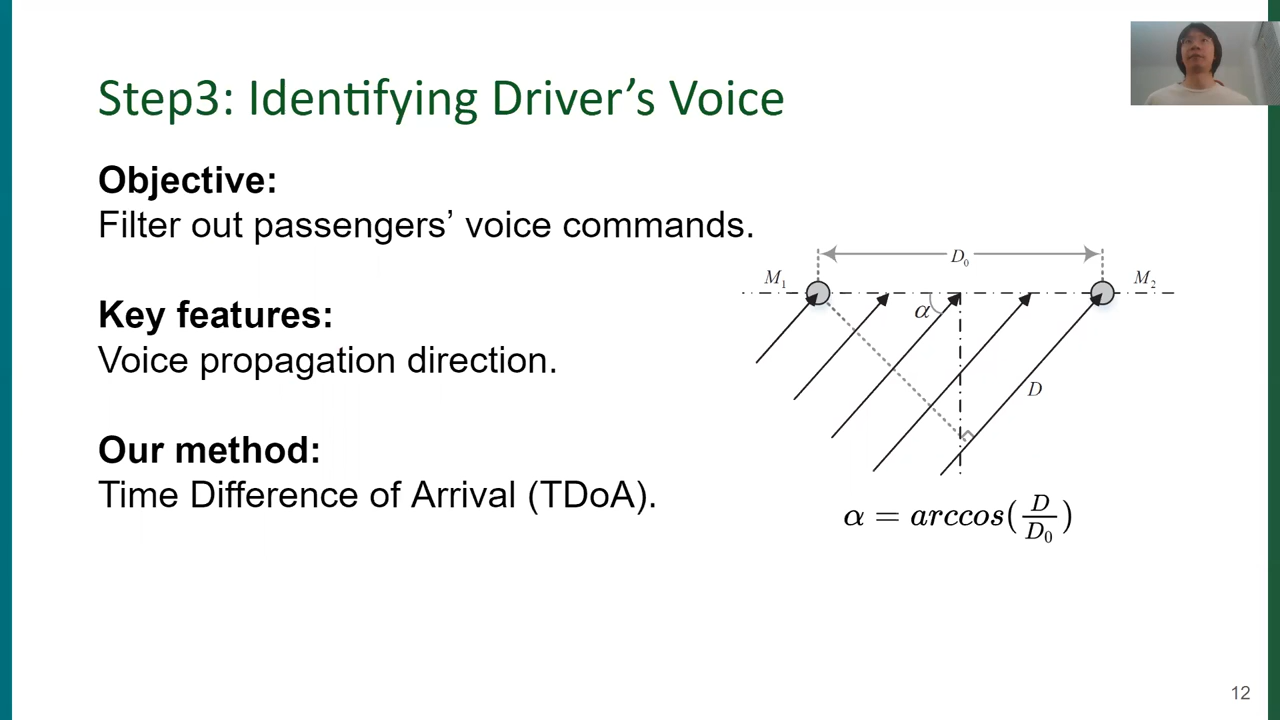 Step3: Identifying Driver’s Voice
Objective:
Filter out passengers’ voice commands.
Key features:
Voice propagation direction.
Our method:
Time Difference of Arrival (TDoA).
D₀
M₁
M₂
α
D
α = arccos(D/D₀)
12